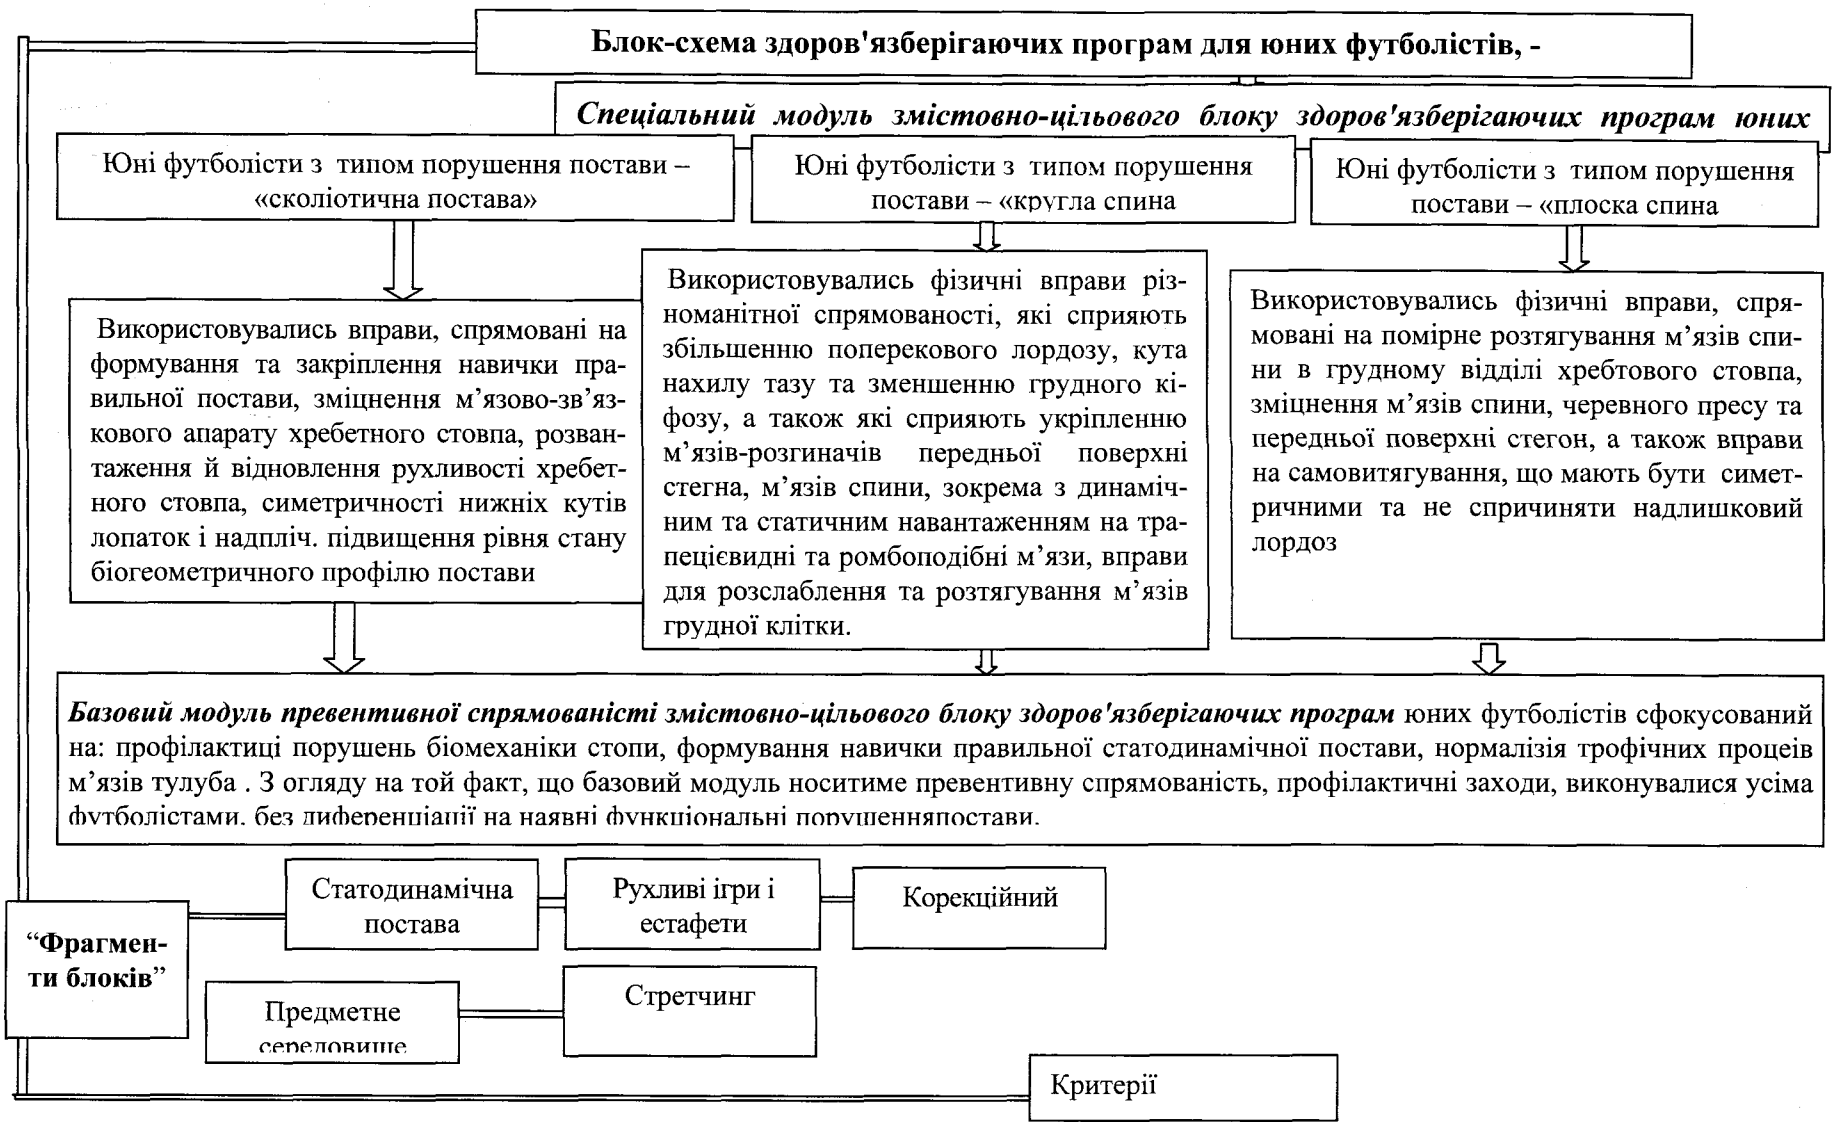 Блок-схема здоров'язберігаючих програм для юних футболістів, -
Спеціальний модуль змістовно-цільового блоку здоров'язберігаючих програм юних
Юні футболісти з типом порушення постави –
«сколіотична постава»
Юні футболісти з типом порушення
постави – «кругла спина
Юні футболісти з типом порушення
постави – «плоска спина
Використовувались вправи, спрямовані на
формування та закріплення навички пра-
вильної постави, зміцнення м’язово-зв’яз-
кового апарату хребетного стовпа, розван-
таження й відновлення рухливості хребет-
ного стовпа, симетричності нижніх кутів
лопаток і надпліч. підвищення рівня стану
біогеометричного профілю постави
Використовувались фізичні вправи різ-
номанітної спрямованості, які сприяють
збільшенню поперекового лордозу, кута
нахилу тазу та зменшенню грудного кі-
фозу, а також які сприяють укріпленню
м’язів-розгиначів передньої поверхні
стегна, м’язів спини, зокрема з динаміч-
ним та статичним навантаженням на тра-
пецієвидні та ромбоподібні м’язи, вправи
для розслаблення та розтягування м’язів
грудної клітки.
Використовувались фізичні вправи, спря-
мовані на помірне розтягування м’язів спи-
ни в грудному відділі хребтового стовпа,
зміцнення м’язів спини, черевного пресу та
передньої поверхні стегон, а також вправи
на самовитягування, що мають бути симет-
ричними та не спричиняти надлишковий
лордоз
Базовий модуль превентивної спрямованісті змістовно-цільового блоку здоров'язберігаючих програм юних футболістів сфокусований
на: профілактиці порушень біомеханіки стопи, формування навички правильної статодинамічної постави, нормалізія трофічних процеів
м’язів тулуба . З огляду на той факт, що базовий модуль носитиме превентивну спрямованість, профілактичні заходи, виконувалися усіма
футболістами, без диференціації на наявні функціональні порушенняпостави.
Статодинамічна
постава
Рухливі ігри і
естафети
Корекційний
“Фрагмен-
ти блоків”
Предметне
середовище
Стретчинг
Критерії